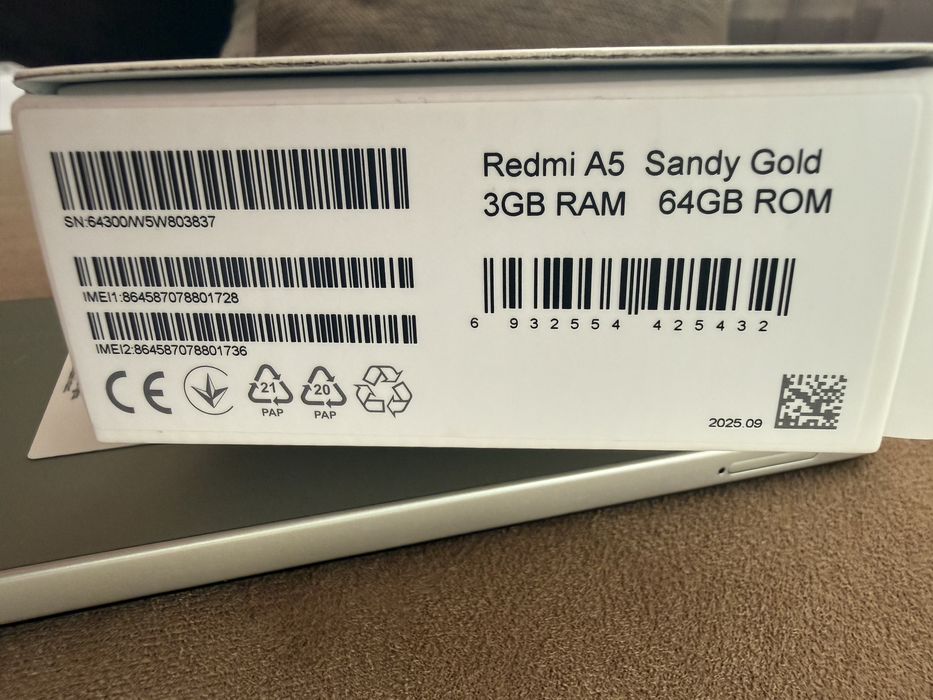 SN:64300/W5W803837
IMEI1:864587078801728
IMEI2:864587078801736
CE
21
PAP
20
PAP
Redmi A5 Sandy Gold
3GB RAM 64GB ROM
6 932554 425432
2025.09